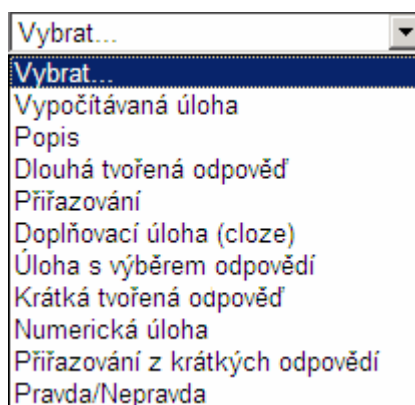 Vybrat...
Vybrat...
Vypočítávaná úloha
Popis
Dlouhá tvořená odpověď
Přiřazování
Doplňovací úloha (cloze)
Úloha s výběrem odpovědí
Krátká tvořená odpověď
Numerická úloha
Přiřazování z krátkých odpovědí
Pravda/Nepravda